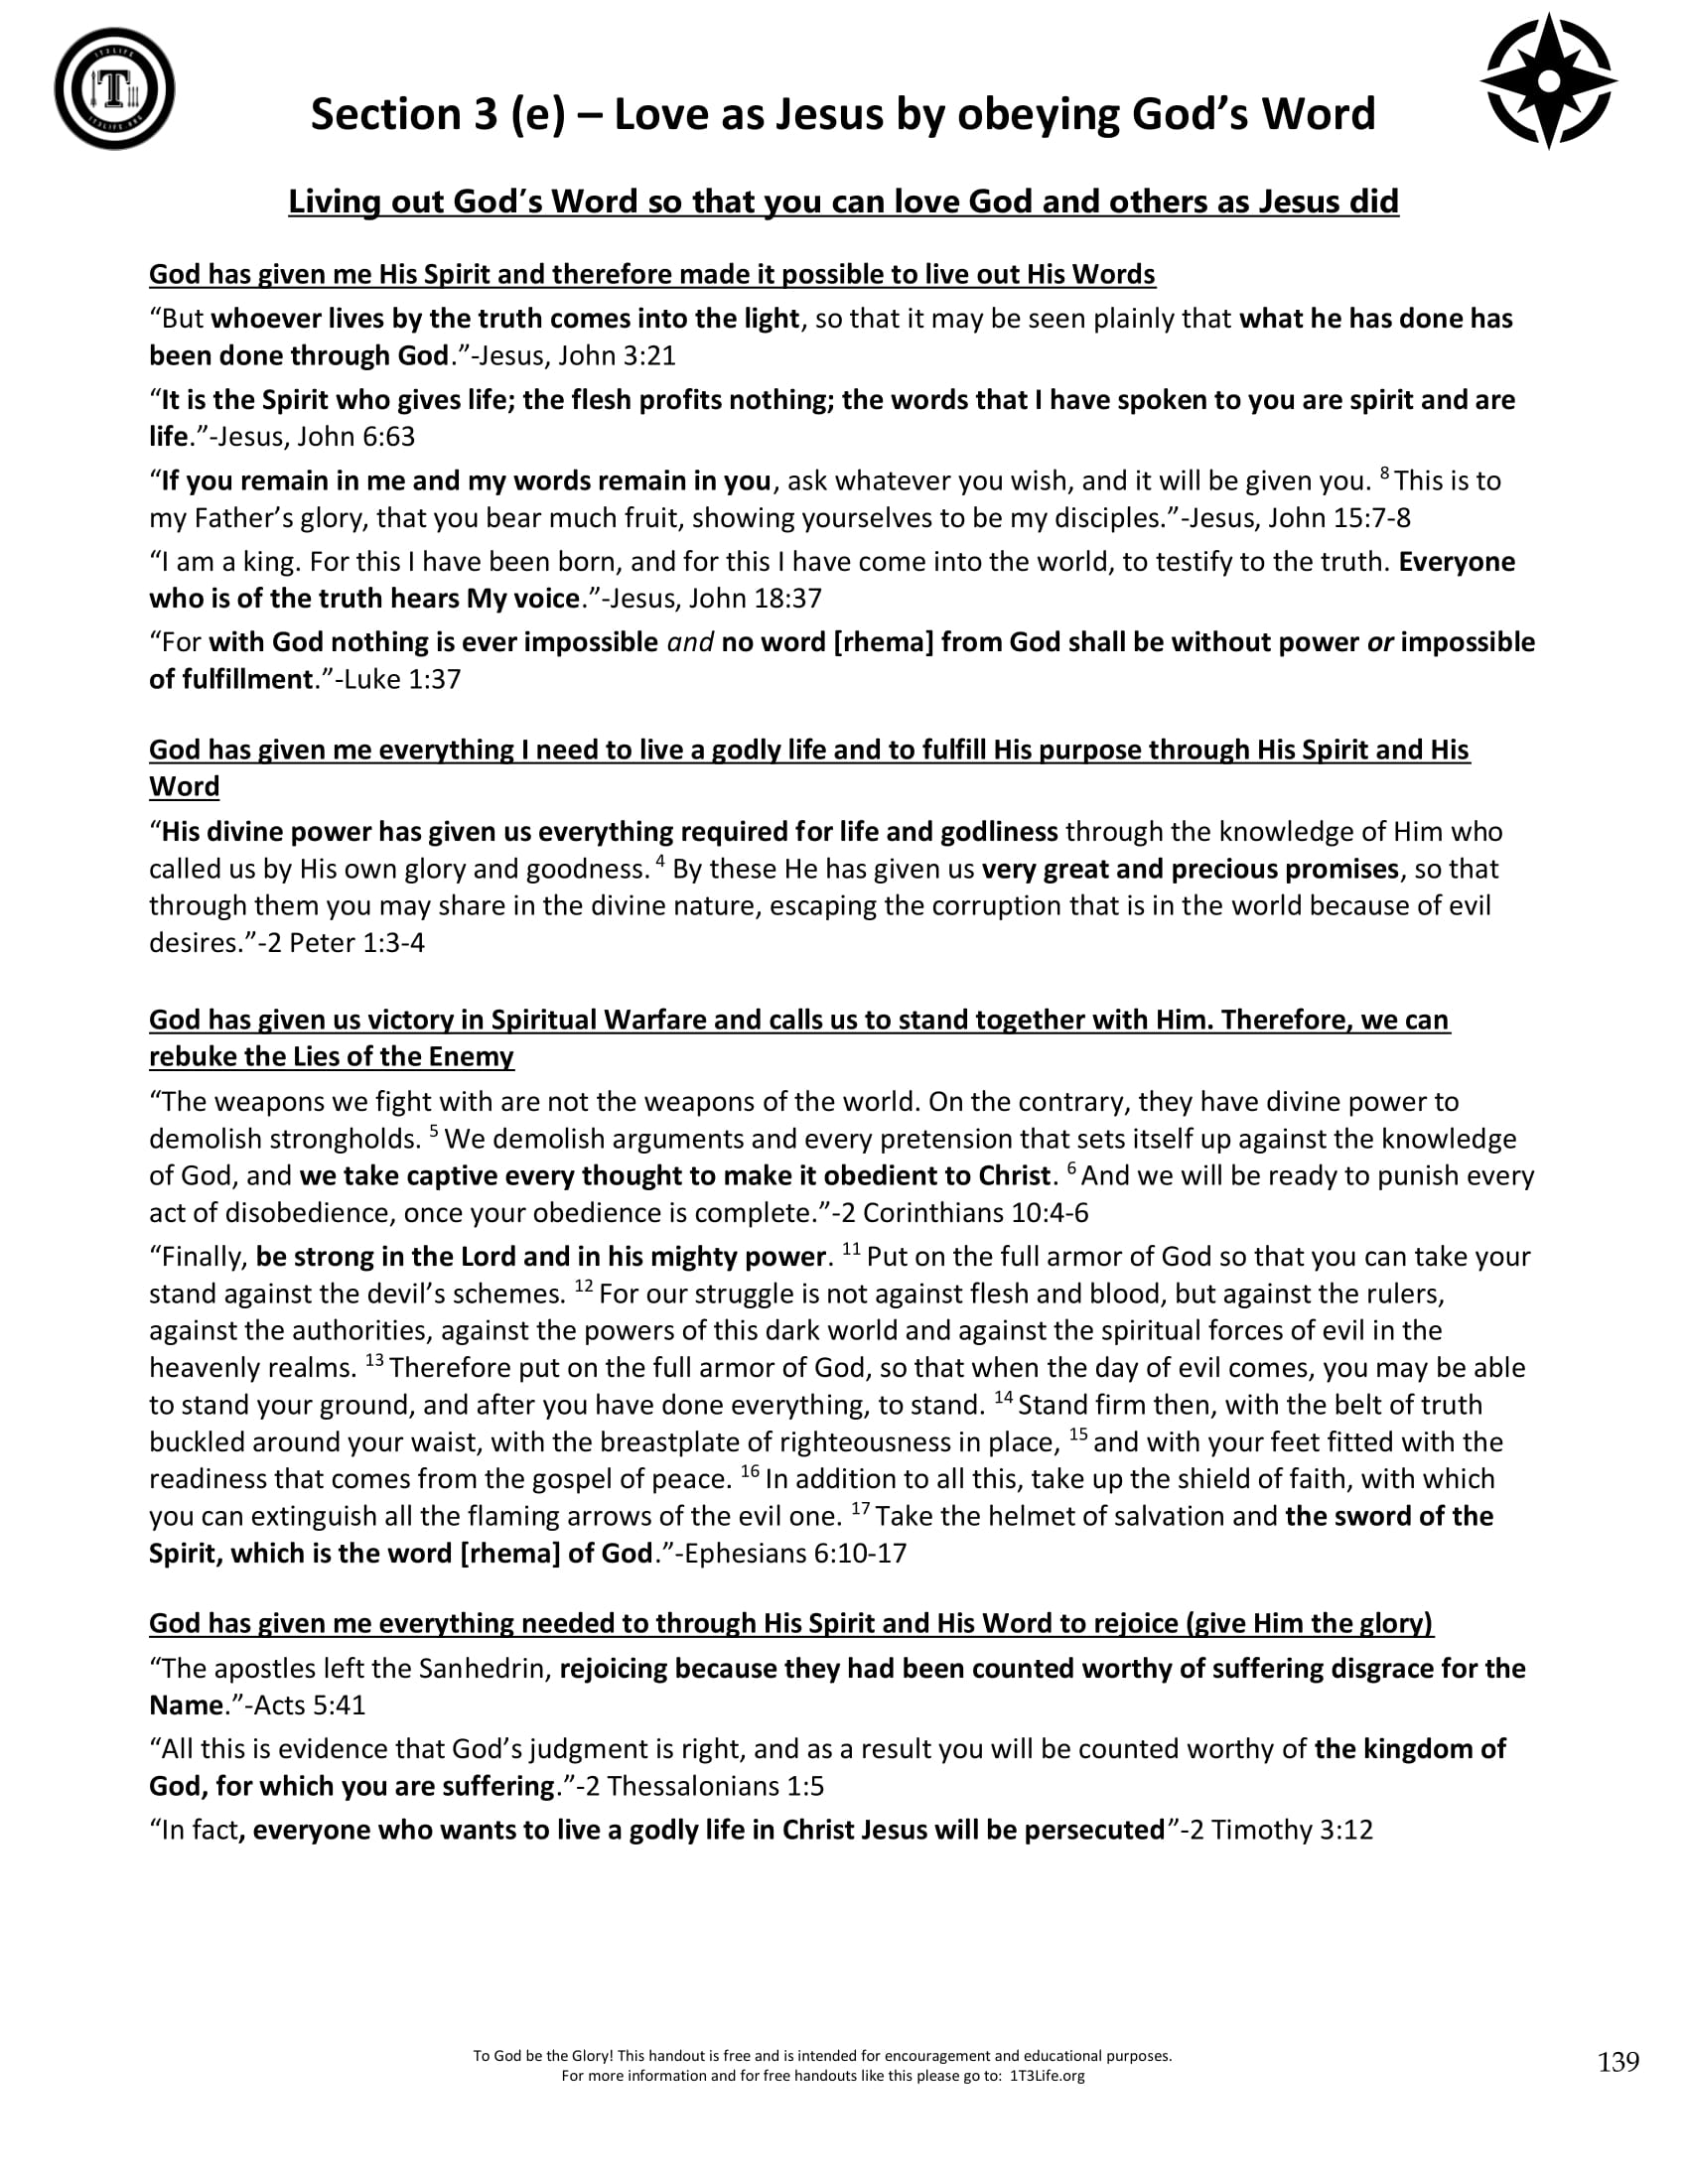 1T3LIFE
T
1T3LIFE.ORG
Section 3 (e) – Love as Jesus by obeying God’s Word
Living out God’s Word so that you can love God and others as Jesus did
God has given me His Spirit and therefore made it possible to live out His Words
“But whoever lives by the truth comes into the light, so that it may be seen plainly that what he has done has
been done through God.”-Jesus, John 3:21
“It is the Spirit who gives life; the flesh profits nothing; the words that I have spoken to you are spirit and are
life.”-Jesus, John 6:63
“If you remain in me and my words remain in you, ask whatever you wish, and it will be given you. 8 This is to
my Father’s glory, that you bear much fruit, showing yourselves to be my disciples.”-Jesus, John 15:7-8
“I am a king. For this I have been born, and for this I have come into the world, to testify to the truth. Everyone
who is of the truth hears My voice.”-Jesus, John 18:37
“For with God nothing is ever impossible and no word [rhema] from God shall be without power or impossible
of fulfillment.”-Luke 1:37
God has given me everything I need to live a godly life and to fulfill His purpose through His Spirit and His
Word
“His divine power has given us everything required for life and godliness through the knowledge of Him who
called us by His own glory and goodness. 4 By these He has given us very great and precious promises, so that
through them you may share in the divine nature, escaping the corruption that is in the world because of evil
desires.”-2 Peter 1:3-4
God has given us victory in Spiritual Warfare and calls us to stand together with Him. Therefore, we can
rebuke the Lies of the Enemy
“The weapons we fight with are not the weapons of the world. On the contrary, they have divine power to
demolish strongholds. 5 We demolish arguments and every pretension that sets itself up against the knowledge
of God, and we take captive every thought to make it obedient to Christ. 6 And we will be ready to punish every
act of disobedience, once your obedience is complete.”-2 Corinthians 10:4-6
“Finally, be strong in the Lord and in his mighty power. 11 Put on the full armor of God so that you can take your
stand against the devil’s schemes. 12 For our struggle is not against flesh and blood, but against the rulers,
against the authorities, against the powers of this dark world and against the spiritual forces of evil in the
heavenly realms. 13 Therefore put on the full armor of God, so that when the day of evil comes, you may be able
to stand your ground, and after you have done everything, to stand. 14 Stand firm then, with the belt of truth
buckled around your waist, with the breastplate of righteousness in place, 15 and with your feet fitted with the
readiness that comes from the gospel of peace. 16 In addition to all this, take up the shield of faith, with which
you can extinguish all the flaming arrows of the evil one. 17 Take the helmet of salvation and the sword of the
Spirit, which is the word [rhema] of God.”-Ephesians 6:10-17
God has given me everything needed to through His Spirit and His Word to rejoice (give Him the glory)
“The apostles left the Sanhedrin, rejoicing because they had been counted worthy of suffering disgrace for the
Name.”-Acts 5:41
“All this is evidence that God’s judgment is right, and as a result you will be counted worthy of the kingdom of
God, for which you are suffering.”-2 Thessalonians 1:5
“In fact, everyone who wants to live a godly life in Christ Jesus will be persecuted”-2 Timothy 3:12
To God be the Glory! This handout is free and is intended for encouragement and educational purposes.
For more information and for free handouts like this please go to: 1T3Life.org
139